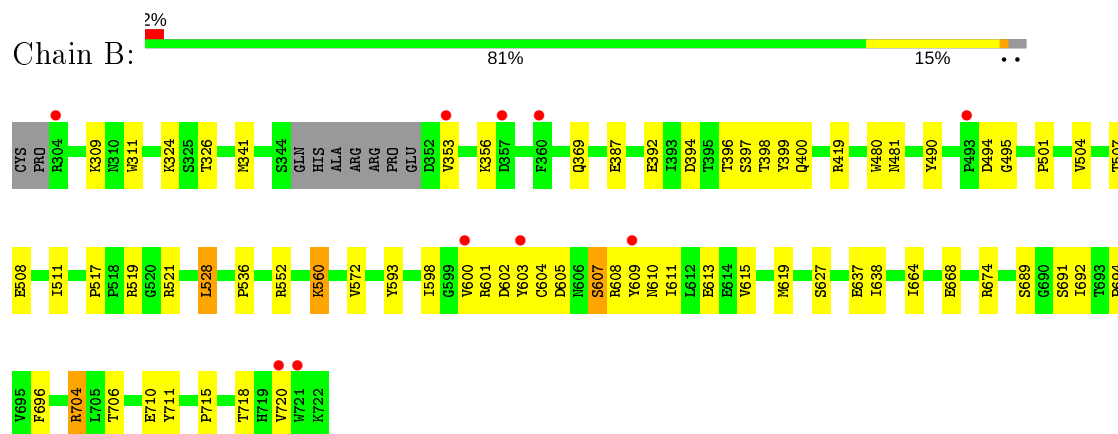 2%
Chain B:
81% 15% • •
CYS PRO R304 K309 N310 W311 K324 S325 T326 M341 S344 GLN HIS ALA ARG ARG PRO GLU D352 V353 K356 D357 F360 Q369 E387 E392 I393 D394 T395 T396 S397 T398 Y399 Q400 R419 W480 N481 Y490 P493 D494 G495 P501 V504 T507
E508 I511 P517 P518 R519 G520 R521 L528 P536 R552 K560 V572 Y593 I598 G599 V600 R601 D602 Y603 C604 D605 N606 S607 R608 Y609 N610 I611 L612 E613 E614 V615 M619 S627 E637 I638 I664 E668 R674 S689 G690 S691 I692 T693 P694
V695 F696 R704 L705 T706 E710 Y711 P715 T718 H719 V720 W721 K722